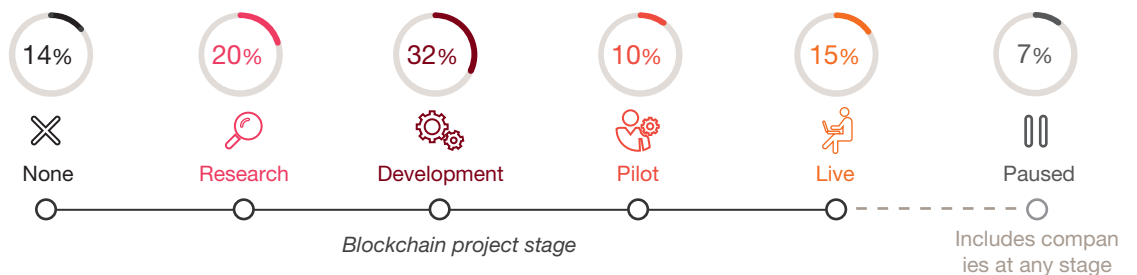 14% 20% 32% 10% 15% 7%
None Research Development Pilot Live Paused
Blockchain project stage
Includes compan
ies at any stage